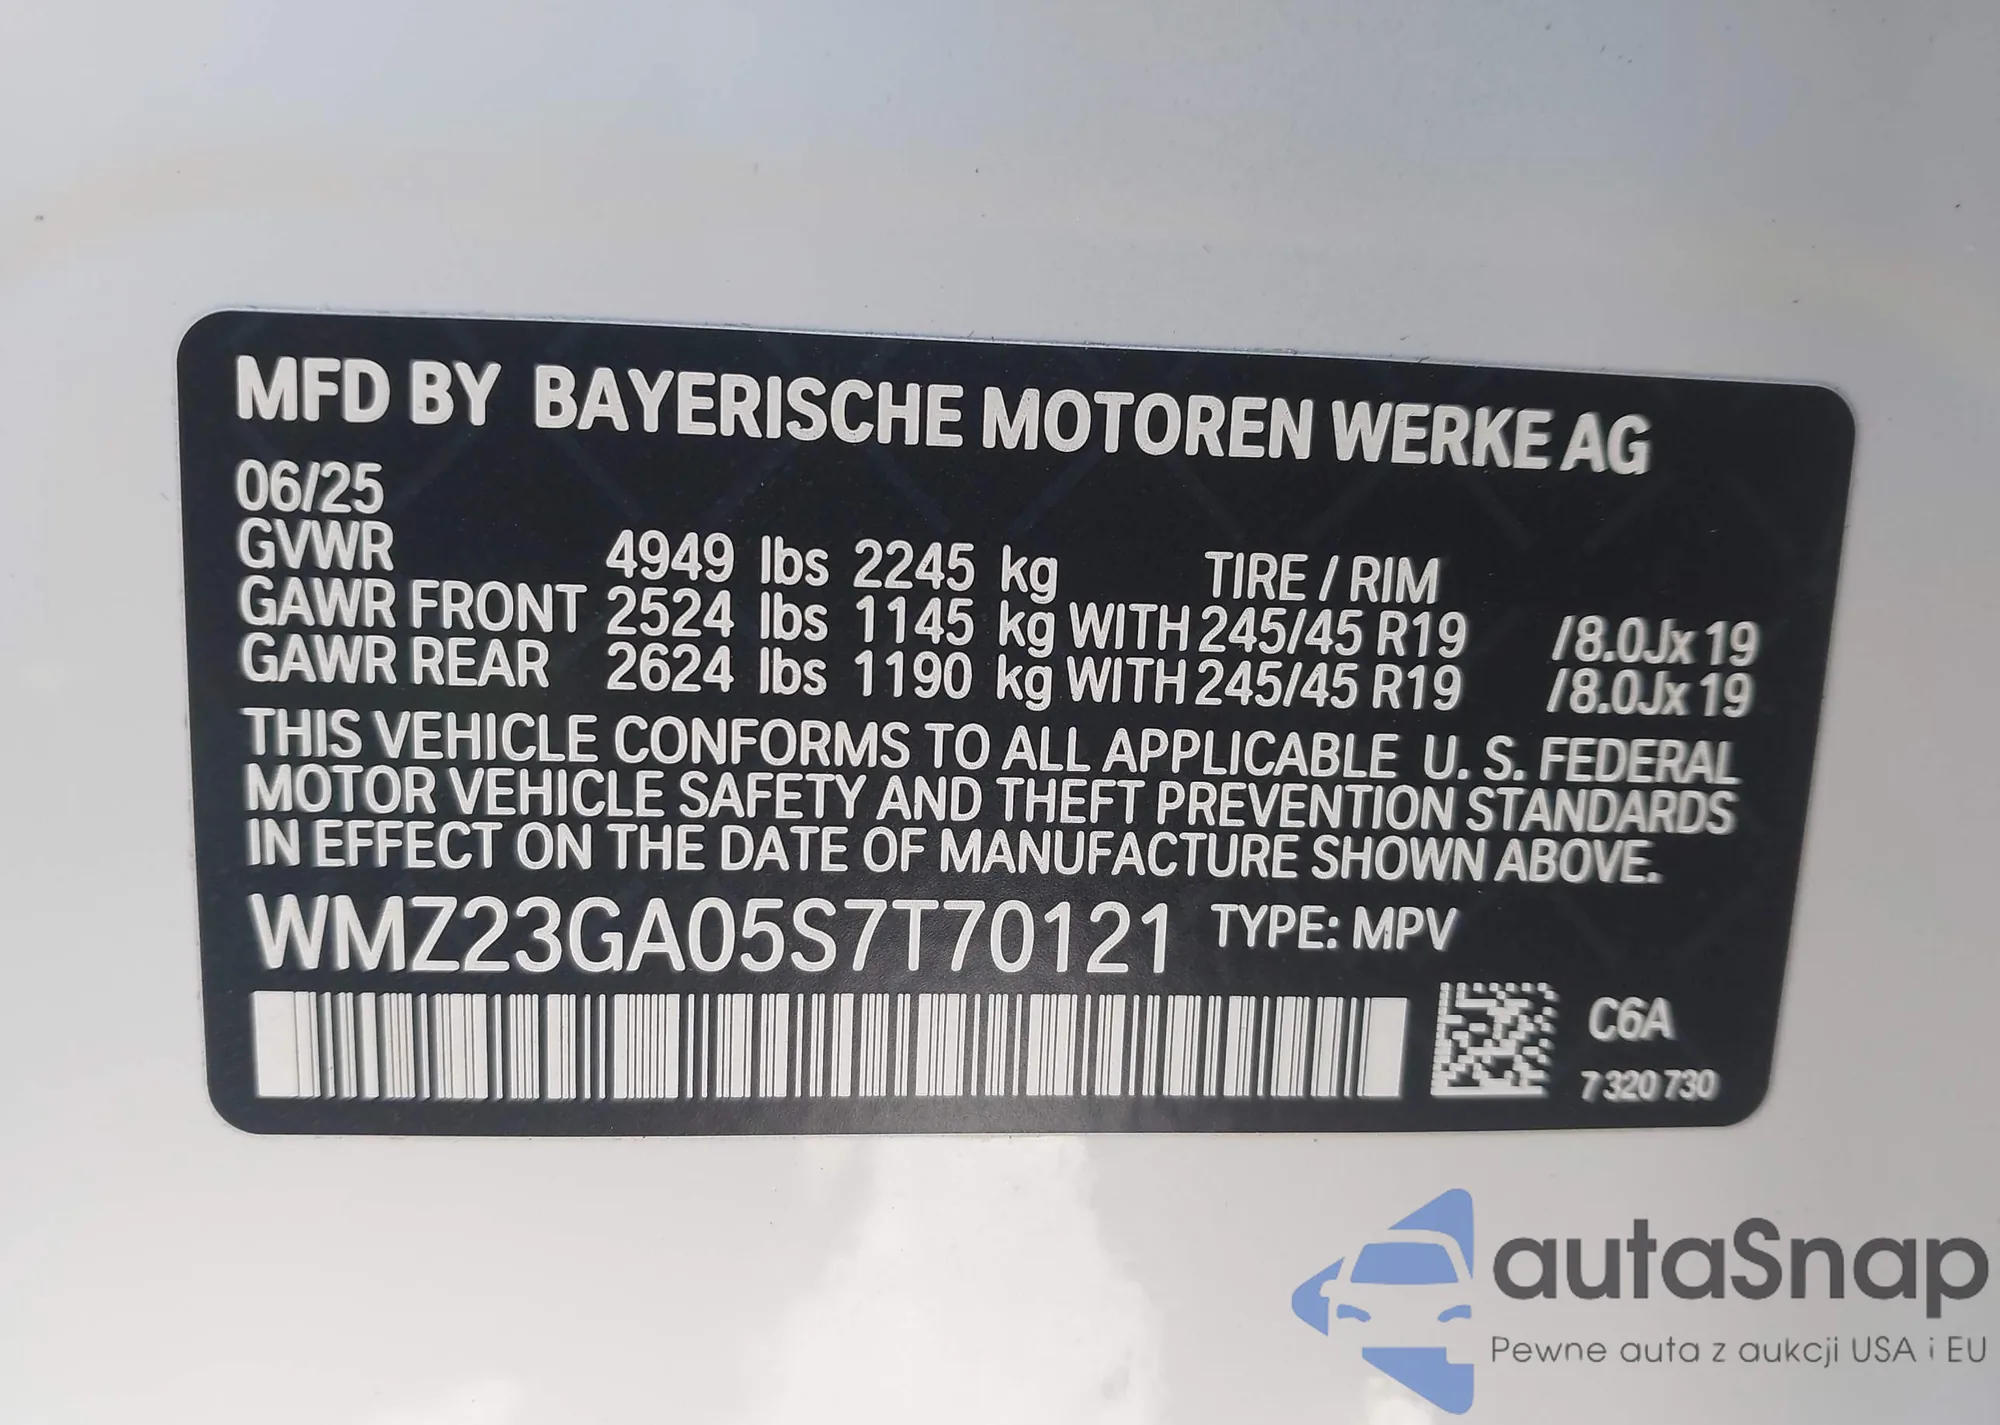 MFD BY BAYERISCHE MOTOREN WERKE AG
06/25
GVWR 4949 lbs 2245 kg TIRE / RIM
GAWR FRONT 2524 lbs 1145 kg WITH 245/45 R19 /8.0Jx 19
GAWR REAR 2624 lbs 1190 kg WITH 245/45 R19 /8.0Jx 19
THIS VEHICLE CONFORMS TO ALL APPLICABLE U. S. FEDERAL
MOTOR VEHICLE SAFETY AND THEFT PREVENTION STANDARDS
IN EFFECT ON THE DATE OF MANUFACTURE SHOWN ABOVE.
WMZ23GA05S7T70121 TYPE: MPV
C6A
7 320 730
autaSnap
Pewne auta z aukcji USA i EU